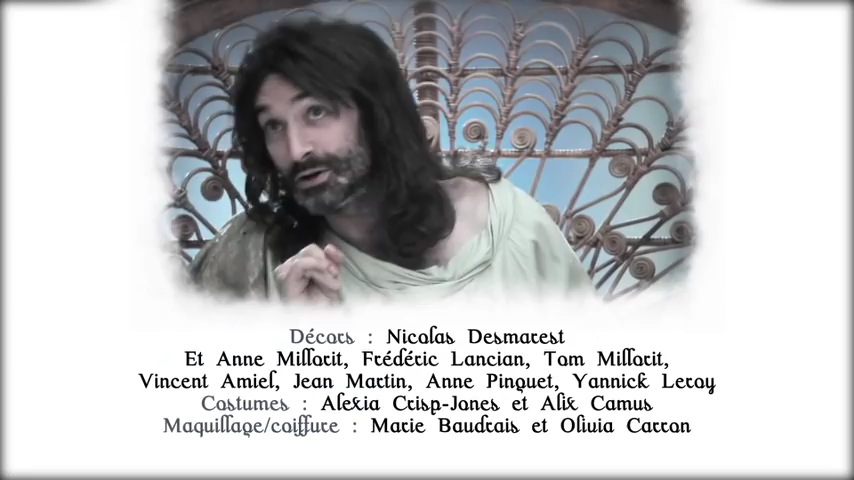 Décors : Nicolas Desmarest
Et Anne Millorit, Frédéric Lancian, Tom Millorit,
Vincent Amiel, Jean Martin, Anne Pinquet, Yannick Leroy
Costumes : Alexia Crisp-Jones et Alix Camus
Maquillage/coiffure : Marie Baudrais et Olivia Carron